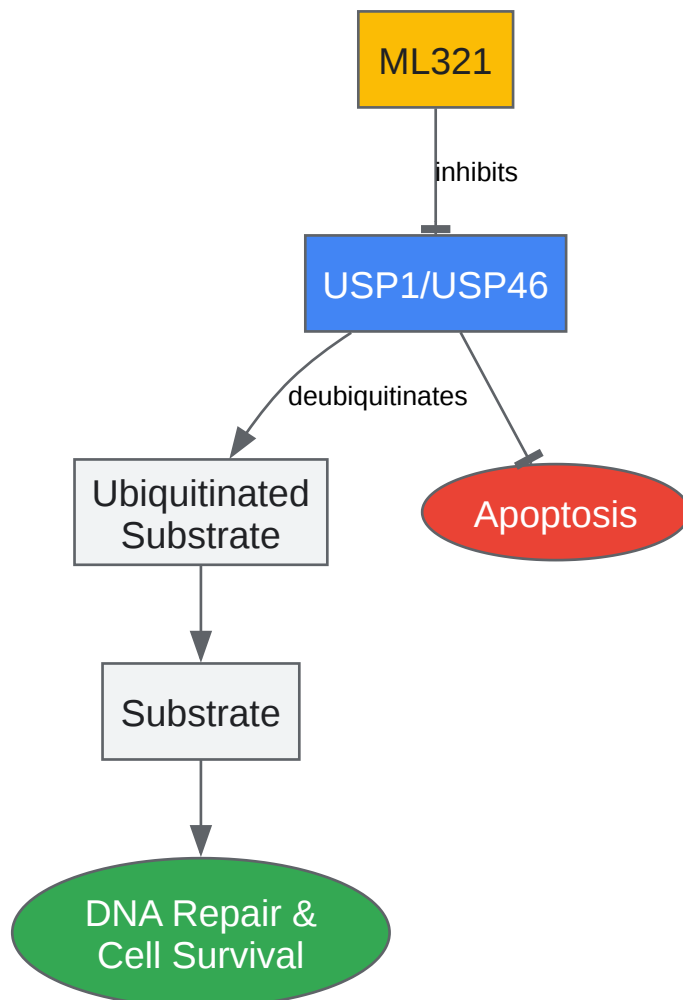 ML321
inhibits
USP1/USP46
deubiquitinates
Ubiquitinated
Substrate
Apoptosis
Substrate
DNA Repair &
Cell Survival